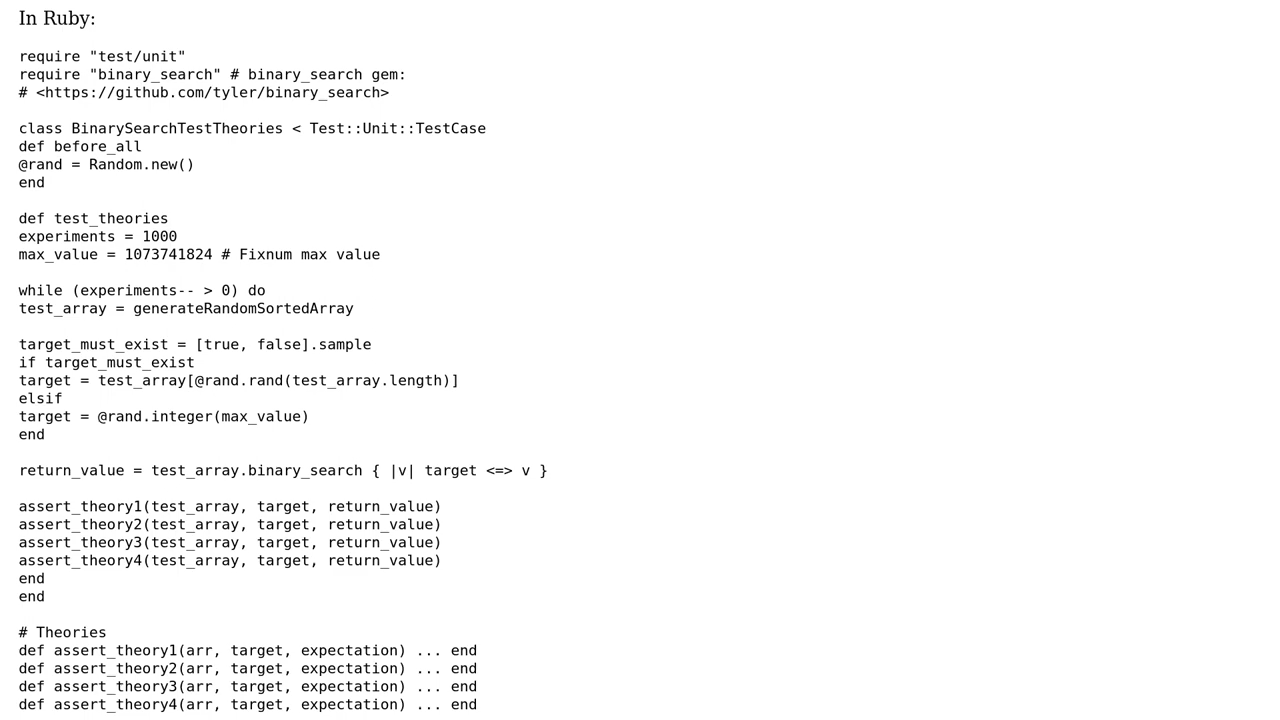 In Ruby:
require "test/unit"
require "binary_search" # binary_search gem:
# <https://github.com/tyler/binary_search>
class BinarySearchTestTheories < Test::Unit::TestCase
def before_all
@rand = Random.new()
end
def test_theories
experiments = 1000
max_value = 1073741824 # Fixnum max value
while (experiments-- > 0) do
test_array = generateRandomSortedArray
target_must_exist = [true, false].sample
if target_must_exist
target = test_array[@rand.rand(test_array.length)]
elsif
target = @rand.integer(max_value)
end
return_value = test_array.binary_search { |v| target <=> v }
assert_theory1(test_array, target, return_value)
assert_theory2(test_array, target, return_value)
assert_theory3(test_array, target, return_value)
assert_theory4(test_array, target, return_value)
end
end
# Theories
def assert_theory1(arr, target, expectation) ... end
def assert_theory2(arr, target, expectation) ... end
def assert_theory3(arr, target, expectation) ... end
def assert_theory4(arr, target, expectation) ... end